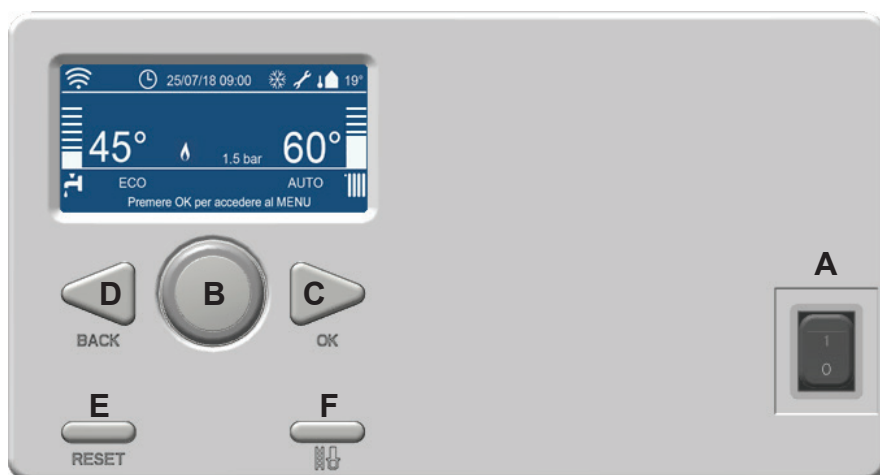 25/07/18 09:00 19°
45° 1.5 bar 60°
ECO AUTO
Premere OK per accedere al MENU
A
D B C
BACK OK
1
0
E F
RESET